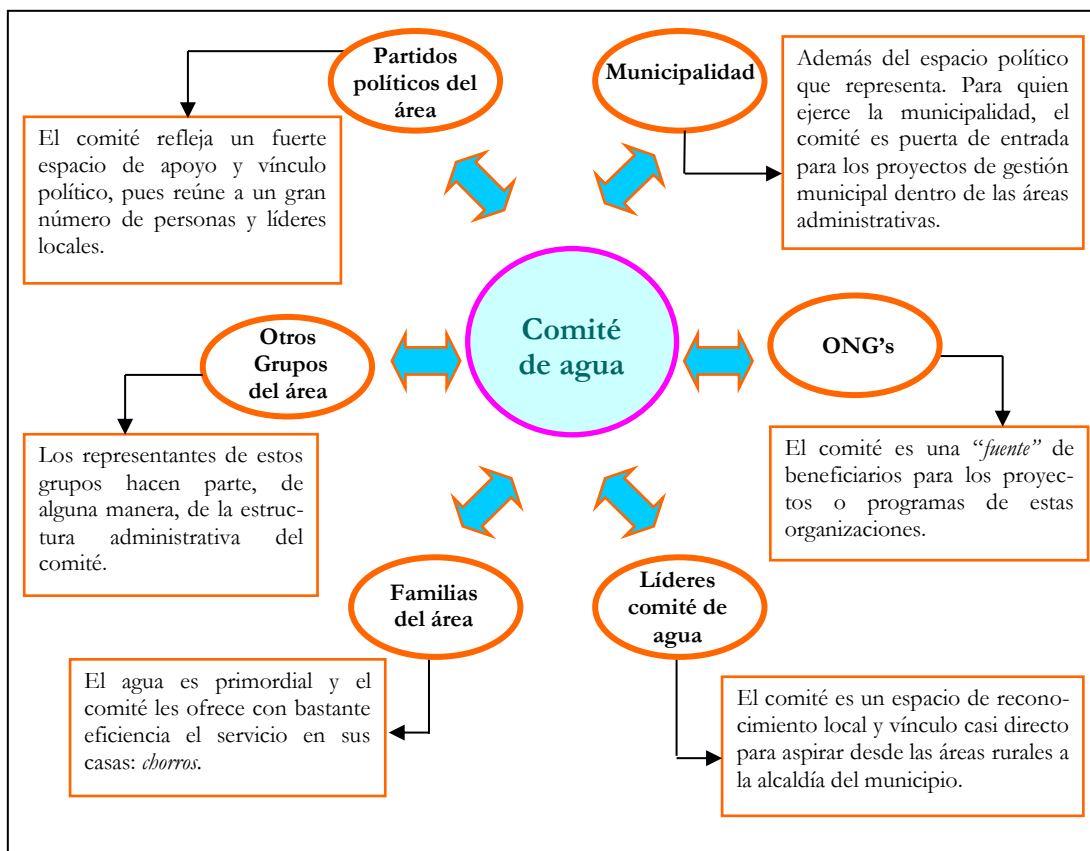 Partidos
políticos del
área
El comité refleja un fuerte
espacio de apoyo y vínculo
político, pues reúne a un gran
número de personas y líderes
locales.
Municipalidad
Además del espacio político
que representa. Para quien
ejerce la municipalidad, el
comité es puerta de entrada
para los proyectos de gestión
municipal dentro de las áreas
administrativas.
Comité
de agua
Otros
Grupos
del área
Los representantes de estos
grupos hacen parte, de
alguna manera, de la estruc-
tura administrativa del
comité.
ONG's
El comité es una “fuente” de
beneficiarios para los proyec-
tos o programas de estas
organizaciones.
Familias
del área
El agua es primordial y el
comité les ofrece con bastante
eficiencia el servicio en sus
casas: chorros.
Líderes
comité de
agua
El comité es un espacio de recono-
cimiento local y vínculo casi directo
para aspirar desde las áreas rurales a
la alcaldía del municipio.